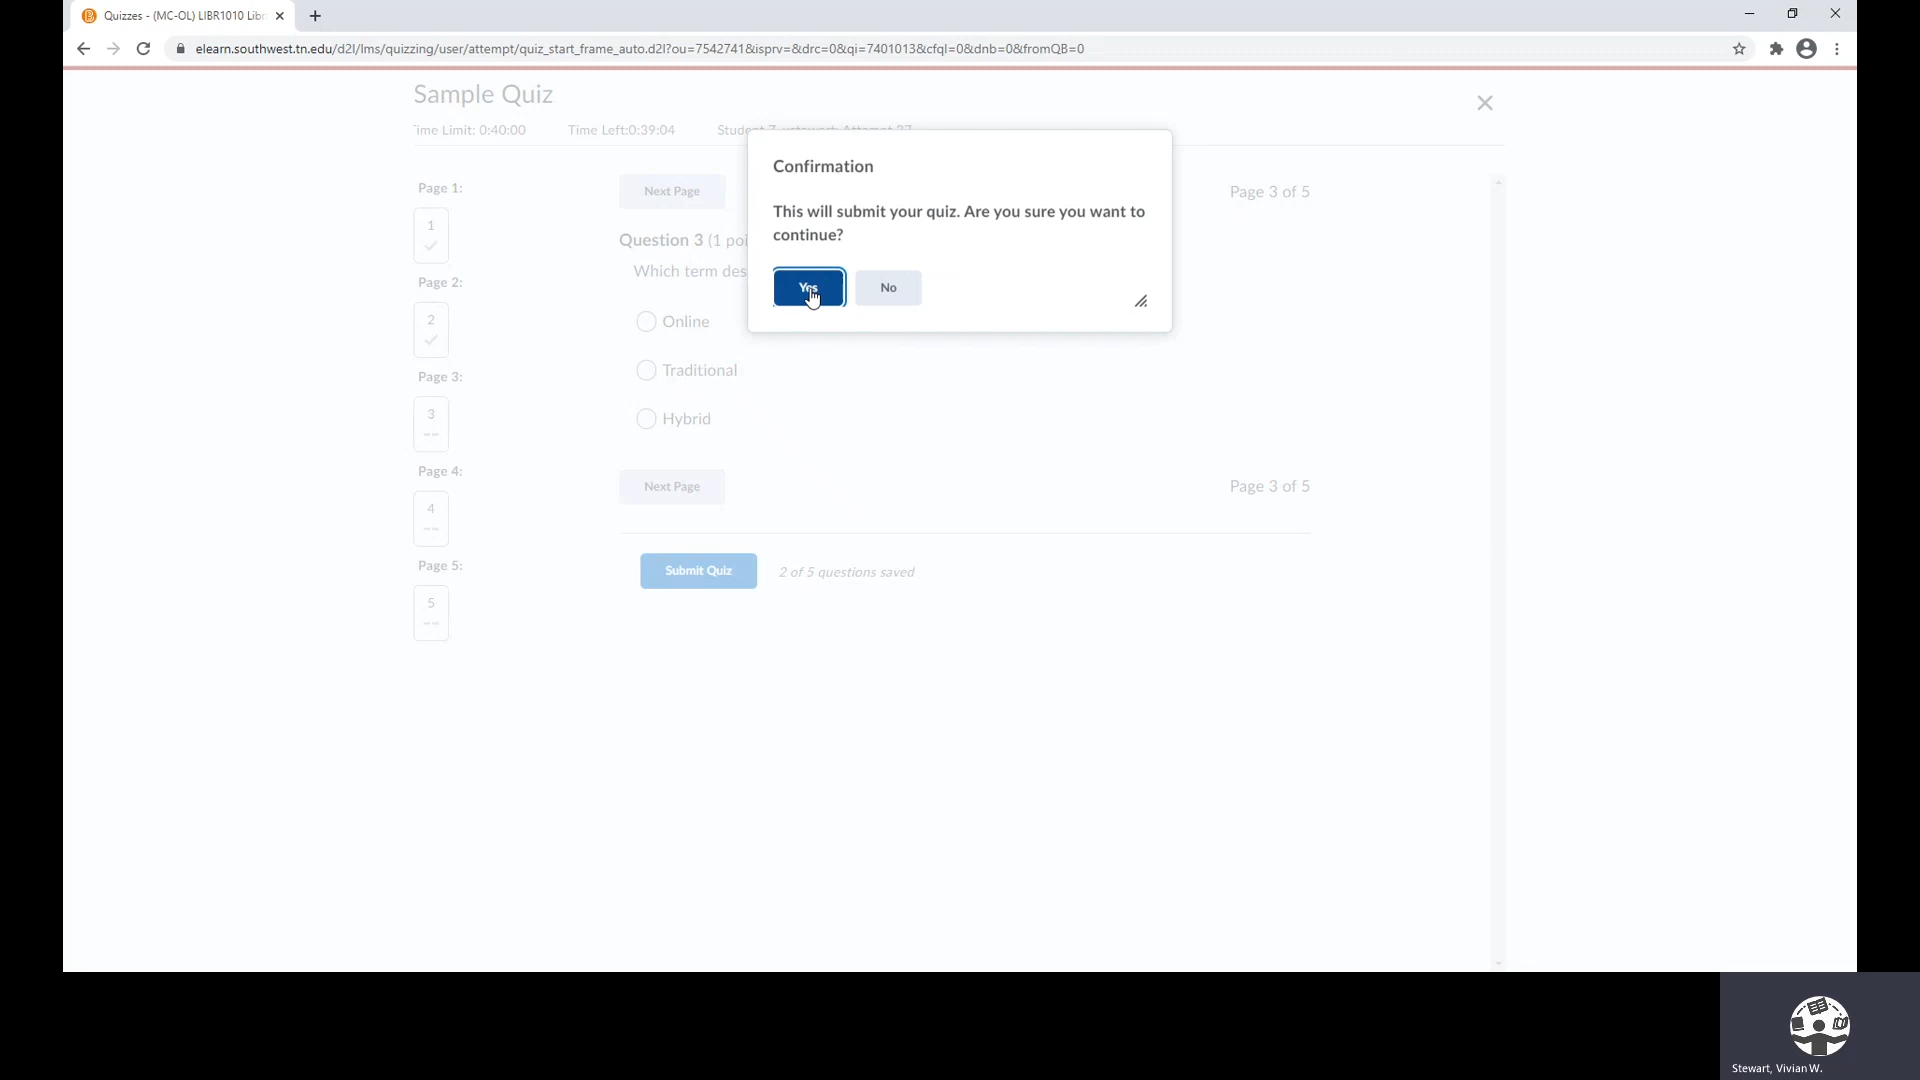 Quizzes - (MC-OL) LIBR1010 Libr
elearn.southwest.tn.edu/d2l/lms/quizzing/user/attempt/quiz_start_frame_auto.d2l?ou=7542741&isprv=&drc=0&qi=7401013&cfql=0&dnb=0&fromQB=0
Sample Quiz
Time Limit: 0:40:00 Time Left:0:39:04 Student 7 Attempt 27
Confirmation
This will submit your quiz. Are you sure you want to
continue?
Yes No
Page 1:
1
Page 2:
2
Page 3:
3
--
Page 4:
4
--
Page 5:
5
--
Next Page Page 3 of 5
Question 3 (1 poi
Which term des
Online
Traditional
Hybrid
Next Page Page 3 of 5
Submit Quiz 2 of 5 questions saved
Stewart, Vivian W.